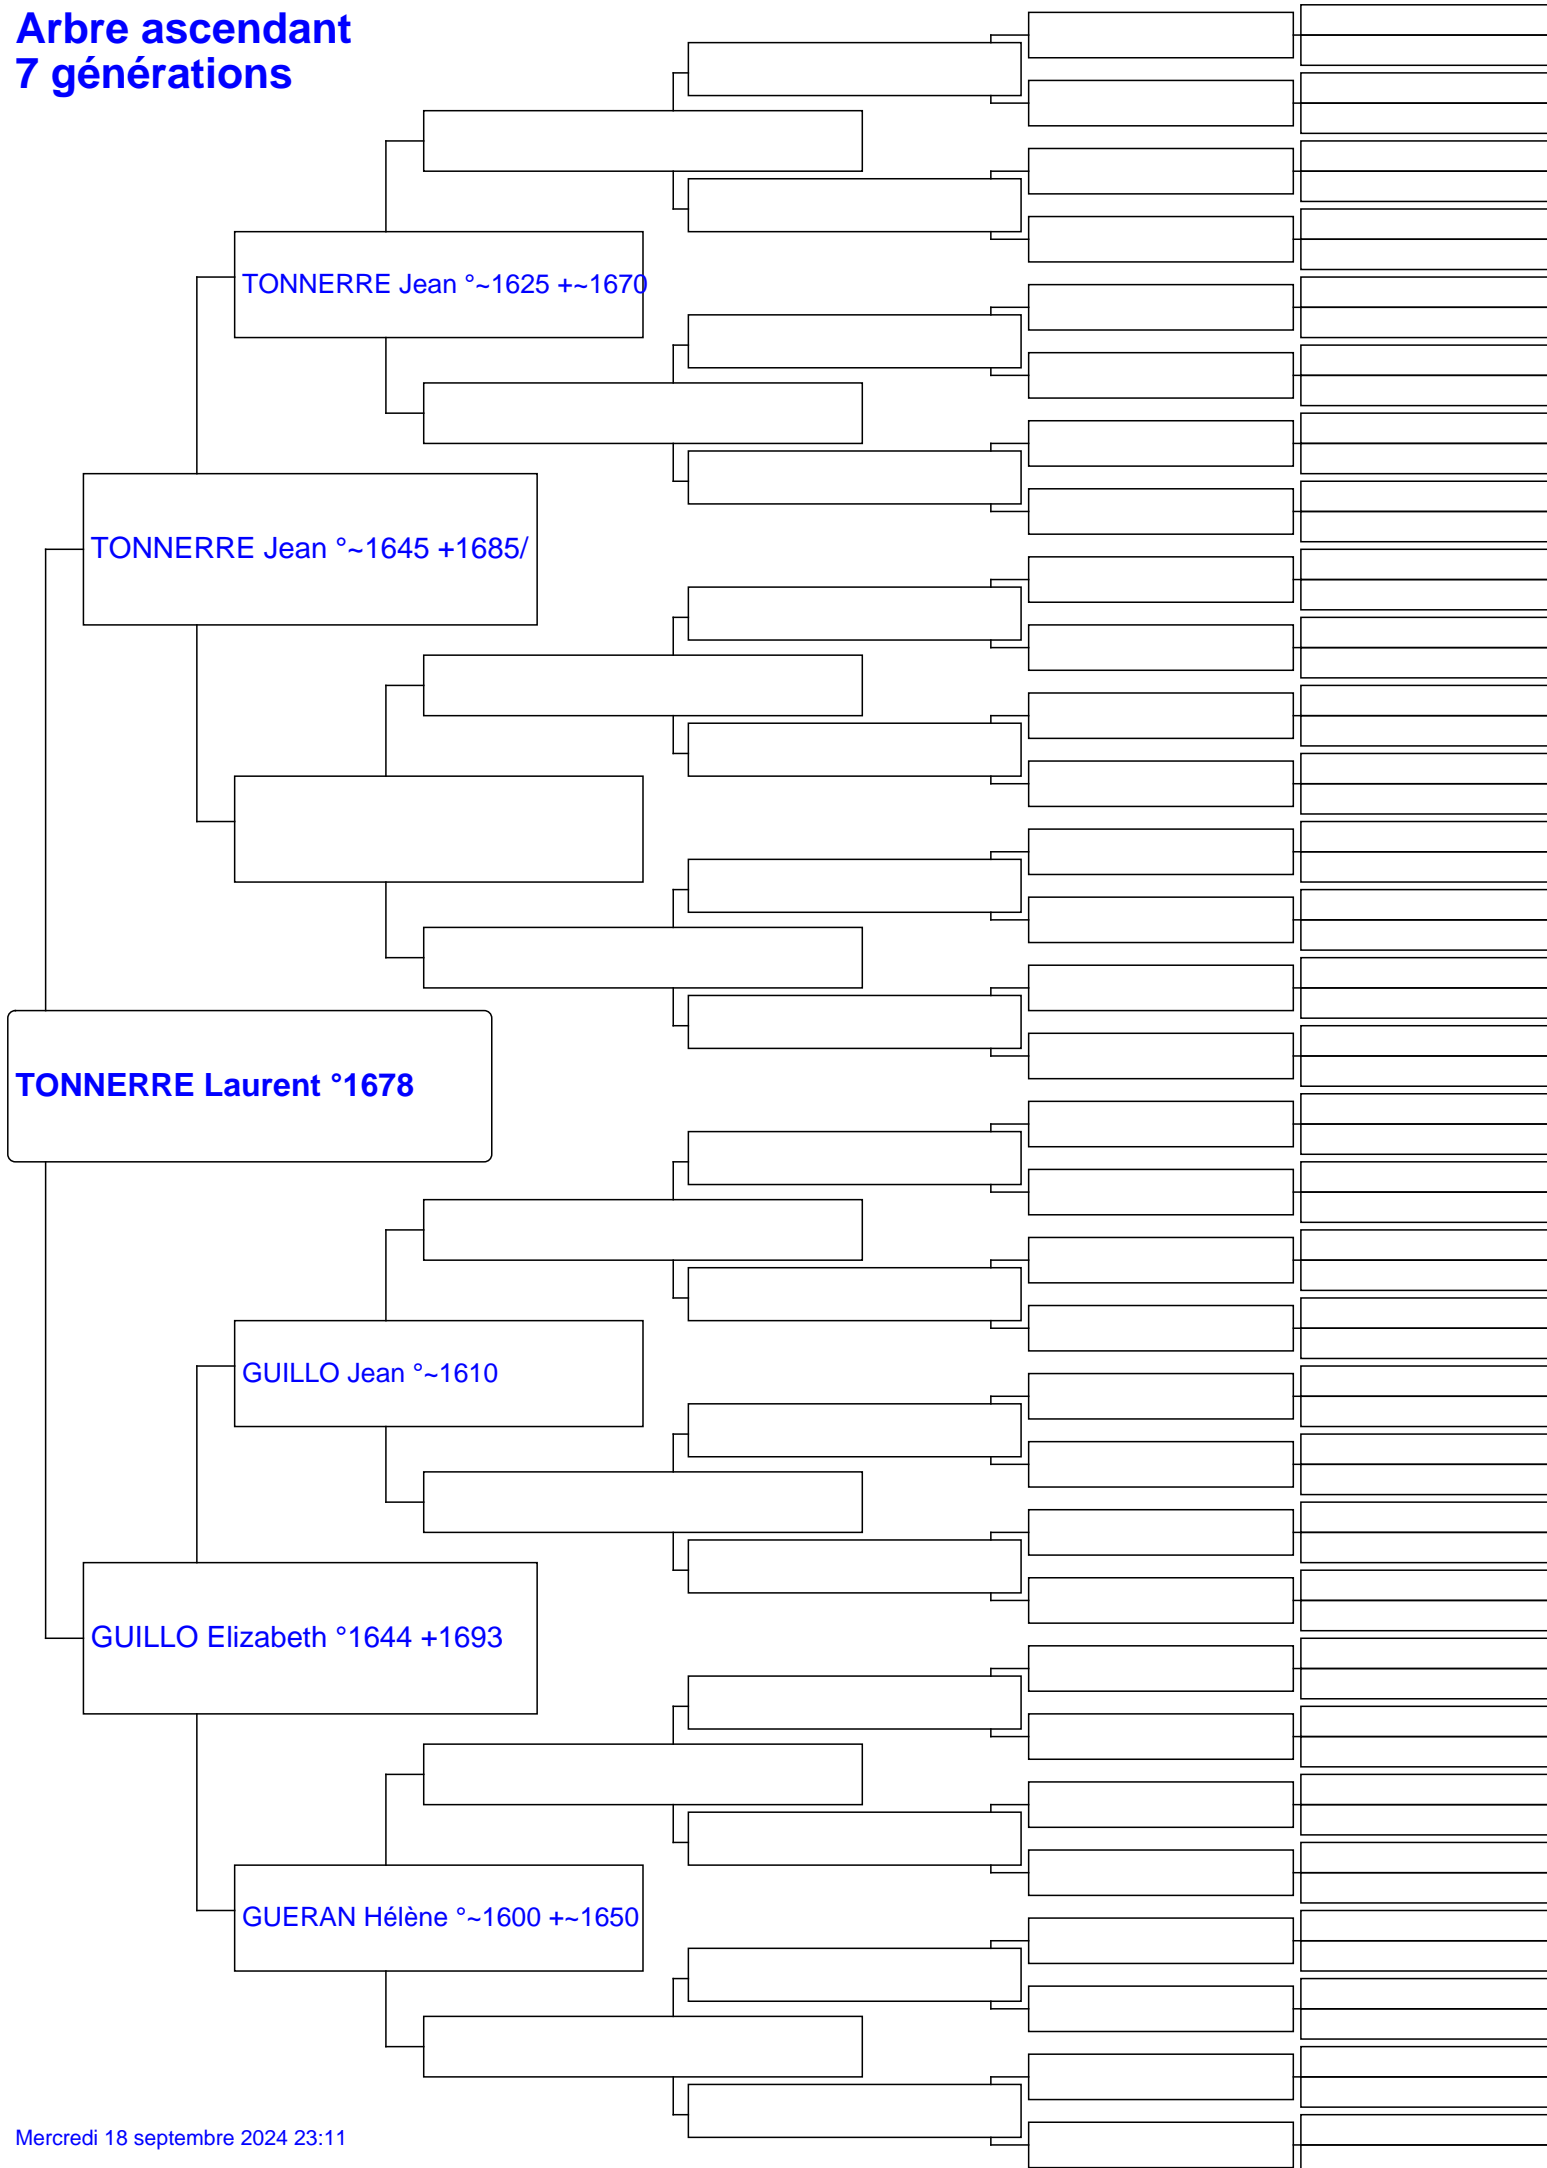 Arbre ascendant
7 générations
TONNERRE Jean °~1625 +~1670
TONNERRE Jean °~1645 +1685/
TONNERRE Laurent °1678
GUILLO Jean °~1610
GUILLO Elizabeth °1644 +1693
GUERAN Hélène °~1600 +~1650
Mercredi 18 septembre 2024 23:11